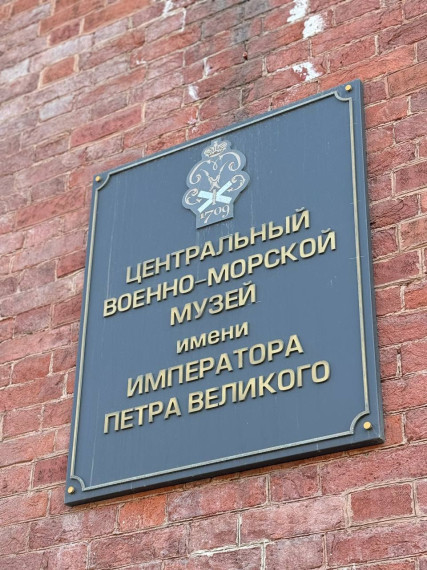 1709
ЦЕНТРАЛЬНЫЙ
ВОЕННО-МОРСКОЙ
МУЗЕЙ
имени
ИМПЕРАТОРА
ПЕТРА ВЕЛИКОГО